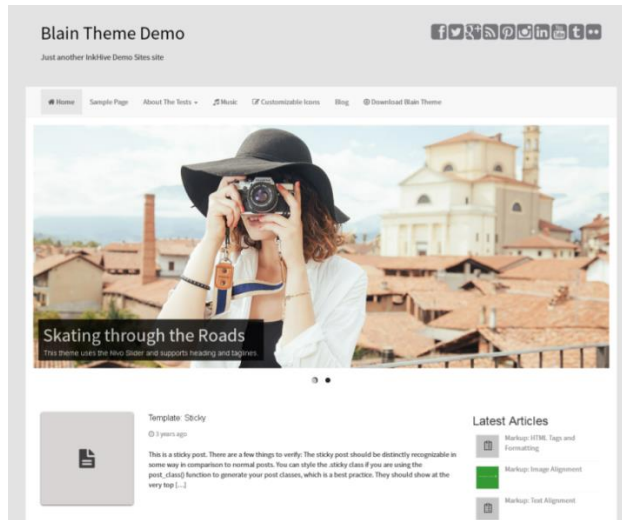 Blain Theme Demo
Just another InkHive Demo Sites site
Home Sample Page About The Tests Music Customizable Icons Blog Download Blain Theme
Skating through the Roads
This theme uses the Nivo Slider and supports heading and taglines.
Template: Sticky
3 years ago
This is a sticky post. There are a few things to verify: The sticky post should be distinctly recognizable in
some way in comparison to normal posts. You can style the .sticky class if you are using the
post_class() function to generate your post classes, which is a best practice. They should show at the
very top [...]
Latest Articles
Markup: HTML Tags and
Formatting
Markup: Image Alignment
Markup: Text Alignment